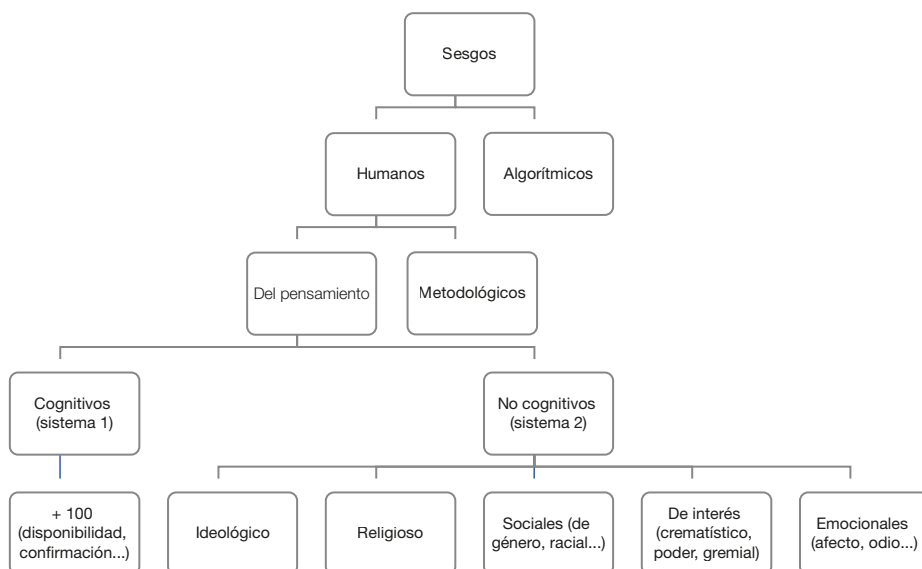 Sesgos
Humanos
Algorítmicos
Del pensamiento
Metodológicos
Cognitivos
(sistema 1)
No cognitivos
(sistema 2)
+ 100
(disponibilidad,
confirmación...)
Ideológico
Religioso
Sociales (de
género, racial...)
De interés
(crematístico,
poder, gremial)
Emocionales
(afecto, odio...)